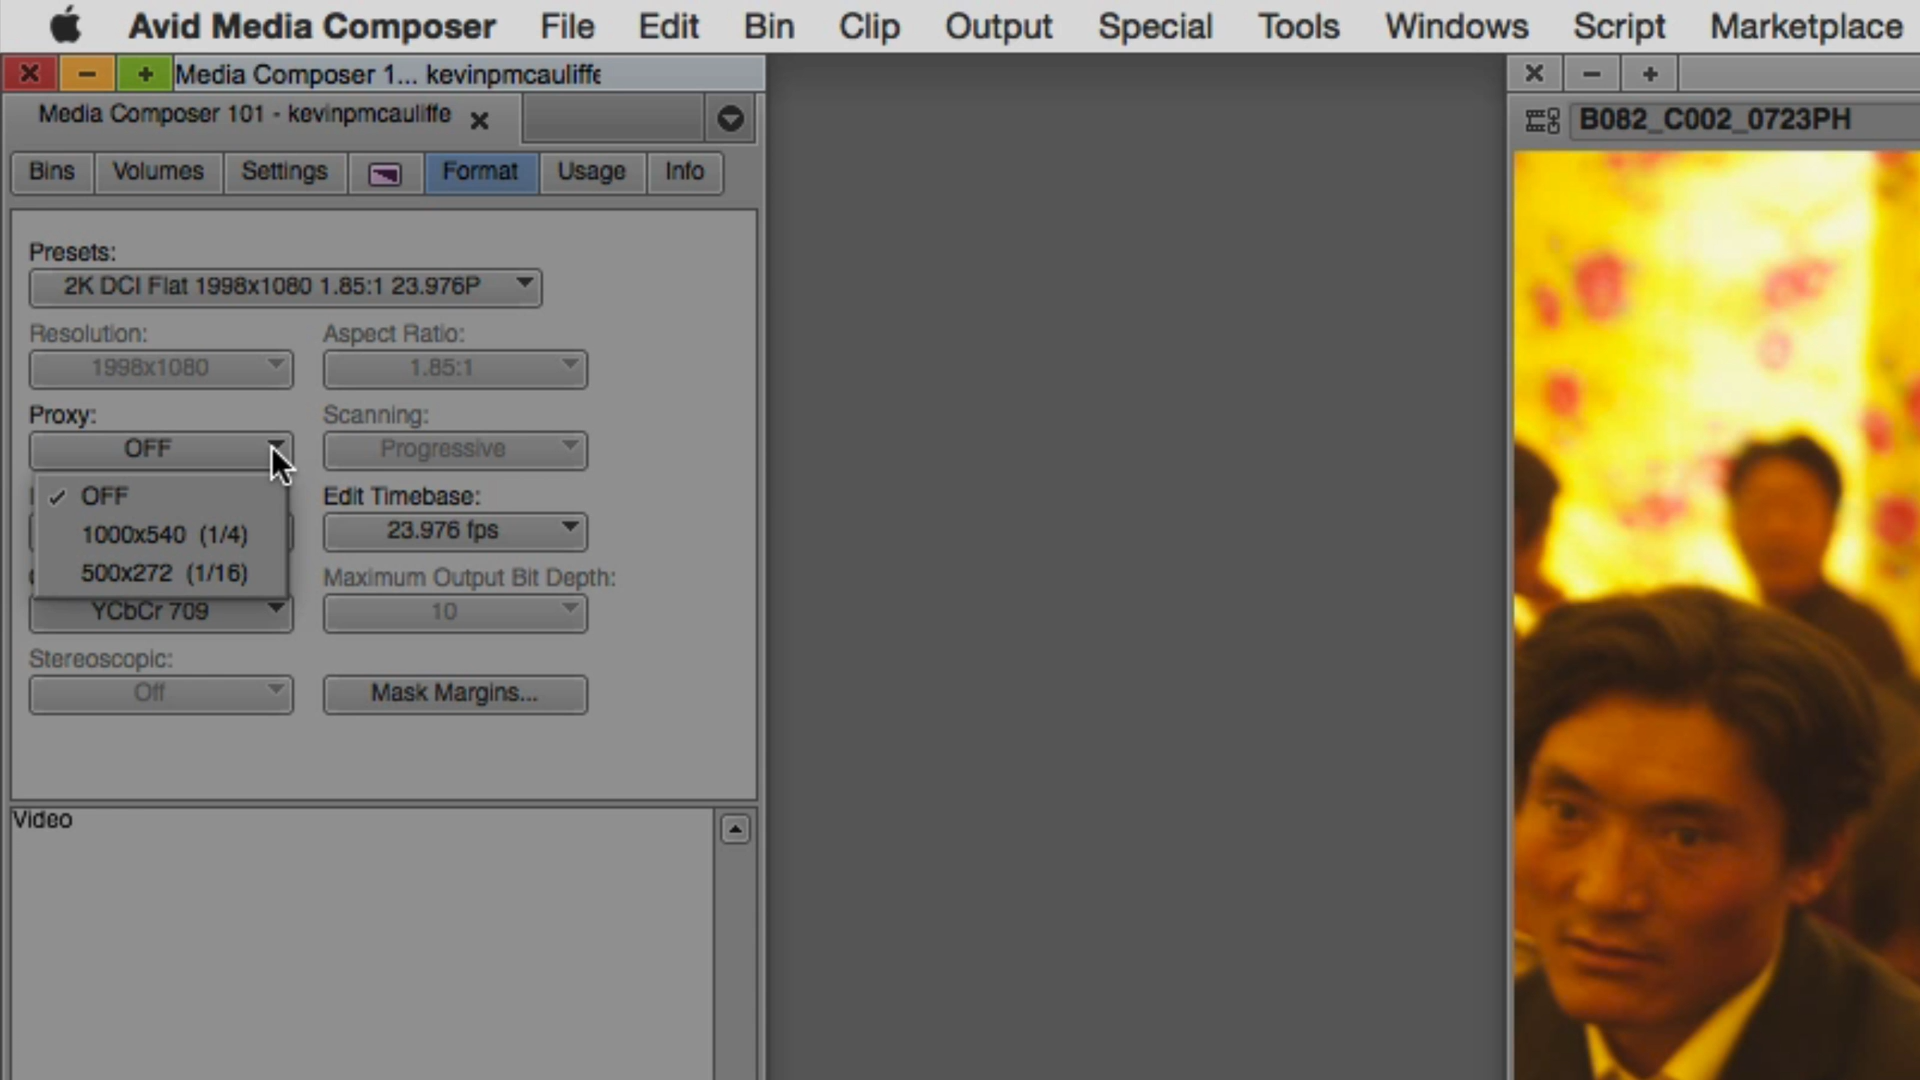 Avid Media Composer File Edit Bin Clip Output Special Tools Windows Script Marketplace
Media Composer 1... kevinpmcauliffe
Media Composer 101 - kevinpmcauliffe
Bins Volumes Settings Format Usage Info
Presets:
2K DCI Flat 1998x1080 1.85:1 23.976P
Resolution: Aspect Ratio:
1998x1080 1.85:1
Proxy: Scanning:
OFF Progressive
OFF
1000x540 (1/4)
500x272 (1/16)
Edit Timebase:
23.976 fps
Maximum Output Bit Depth:
YCbCr 709 10
Stereoscopic:
Off Mask Margins...
Video
B082_C002_0723PH